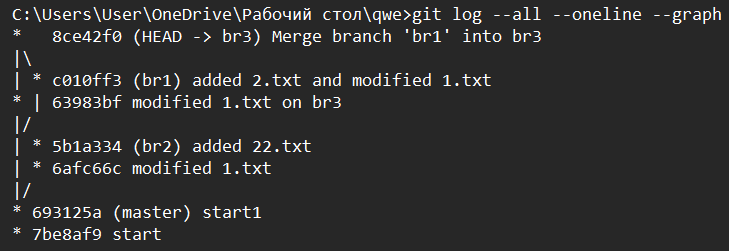 C:\Users\User\OneDrive\Рабочий стол\qwe>git log --all --oneline --graph
*   8ce42f0 (HEAD -> br3) Merge branch 'br1' into br3
|\
| * c010ff3 (br1) added 2.txt and modified 1.txt
* | 63983bf modified 1.txt on br3
|/
| * 5b1a334 (br2) added 22.txt
| * 6afc66c modified 1.txt
|/
* 693125a (master) start1
* 7be8af9 start